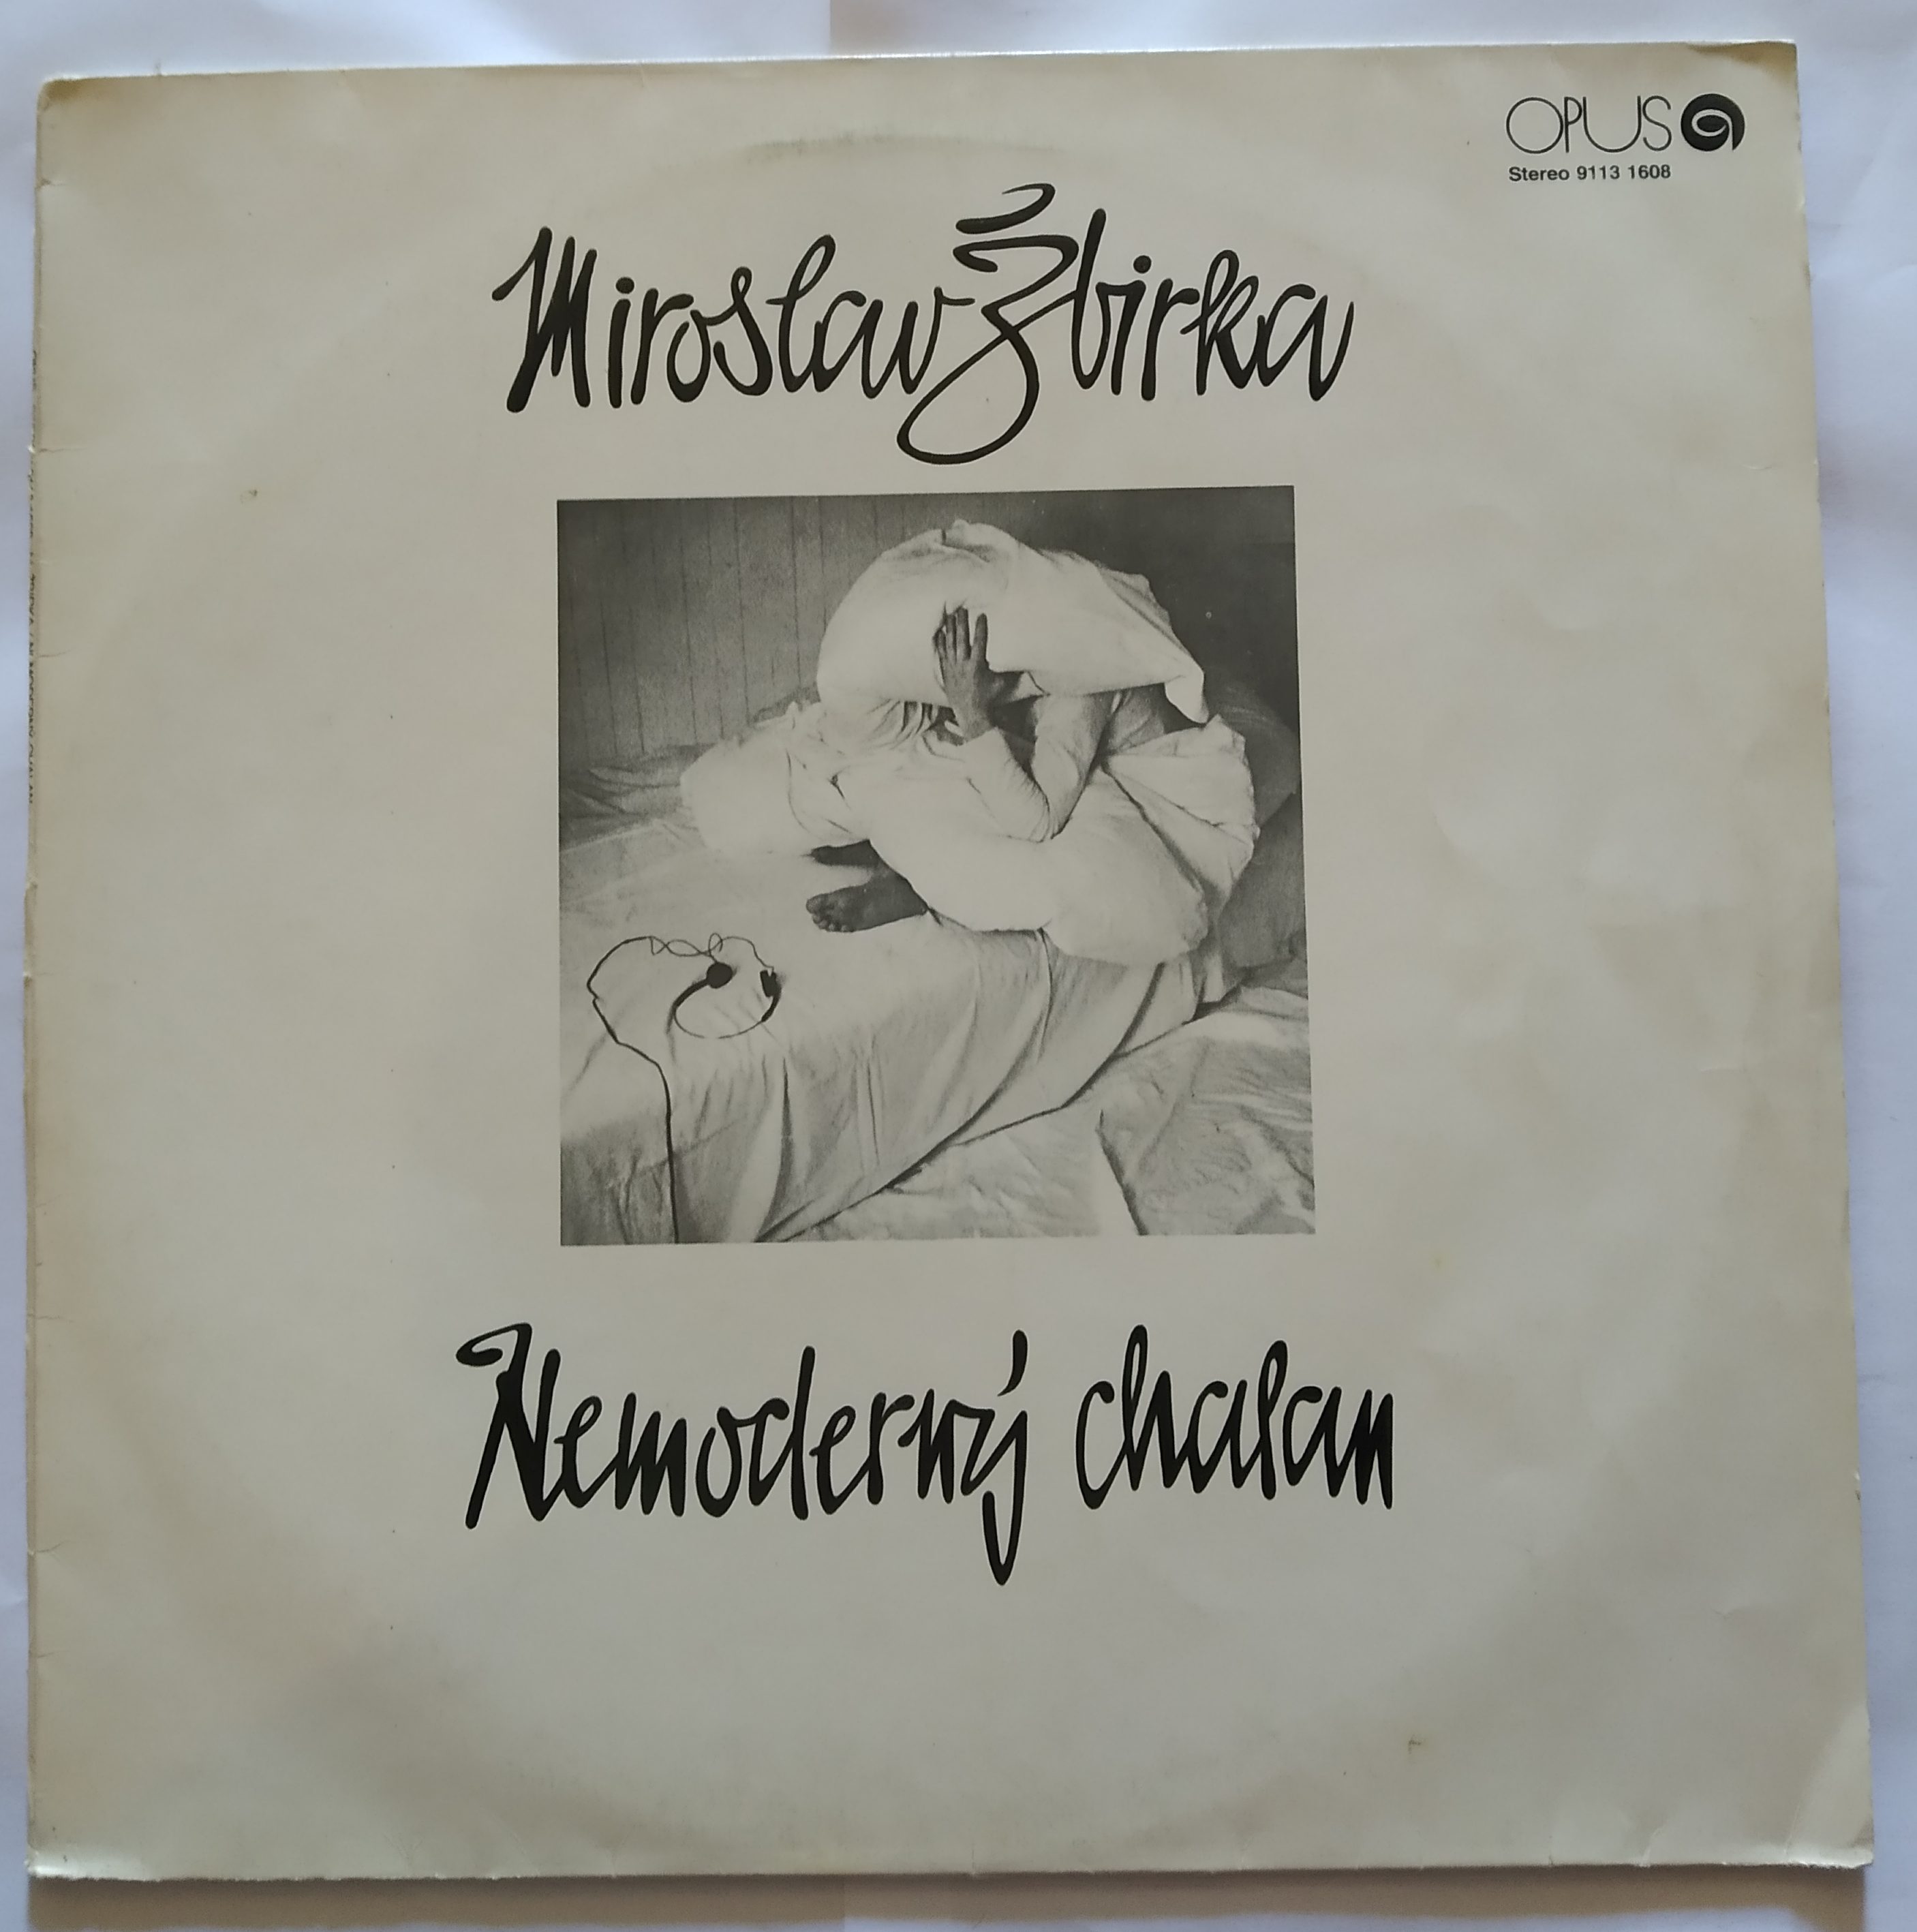 OPUS
Stereo 9113 1608
Miroslav Žbirka
Nemoderný chalan